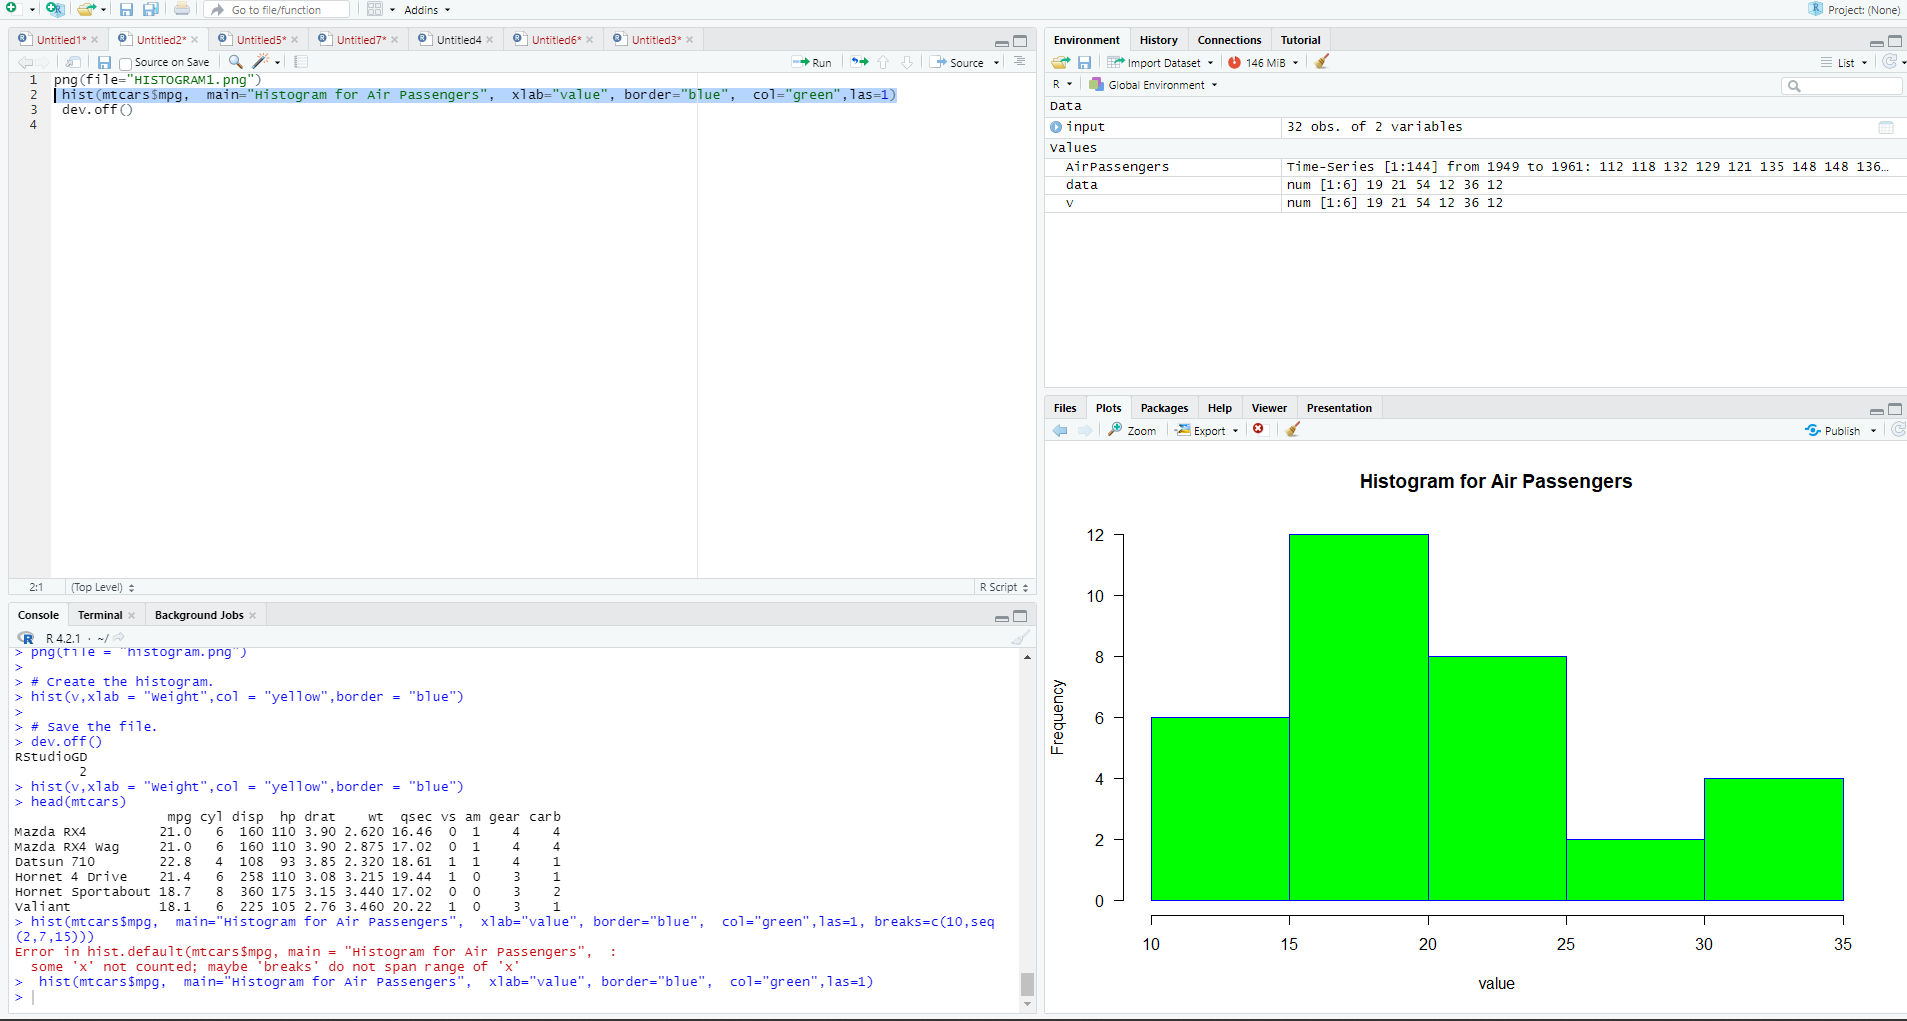 Go to file/function Addins Project: (None)
Untitled1* Untitled2* Untitled5* Untitled7* Untitled4 Untitled6* Untitled3*
Source on Save Run Source
1 png(file="HISTOGRAM1.png")
2 hist(mtcars$mpg,  main="Histogram for Air Passengers",  xlab="value", border="blue",  col="green",las=1)
3 dev.off()
4
2:1 (Top Level) R Script
Console Terminal Background Jobs
R 4.2.1 · ~/
> png(file = "histogram.png")
>
> # Create the histogram.
> hist(v,xlab = "Weight",col = "yellow",border = "blue")
>
> # Save the file.
> dev.off()
RStudioGD
2
> hist(v,xlab = "Weight",col = "yellow",border = "blue")
> head(mtcars)
mpg cyl disp hp drat wt qsec vs am gear carb
Mazda RX4 21.0 6 160 110 3.90 2.620 16.46 0 1 4 4
Mazda RX4 Wag 21.0 6 160 110 3.90 2.875 17.02 0 1 4 4
Datsun 710 22.8 4 108 93 3.85 2.320 18.61 1 1 4 1
Hornet 4 Drive 21.4 6 258 110 3.08 3.215 19.44 1 0 3 1
Hornet Sportabout 18.7 8 360 175 3.15 3.440 17.02 0 0 3 2
Valiant 18.1 6 225 105 2.76 3.460 20.22 1 0 3 1
> hist(mtcars$mpg,  main="Histogram for Air Passengers",  xlab="value", border="blue",  col="green",las=1, breaks=c(10,seq
(2,7,15)))
Error in hist.default(mtcars$mpg, main = "Histogram for Air Passengers",  :
some 'x' not counted; maybe 'breaks' do not span range of 'x'
>  hist(mtcars$mpg,  main="Histogram for Air Passengers",  xlab="value", border="blue",  col="green",las=1)
>
Environment History Connections Tutorial
Import Dataset 146 MiB List
R Global Environment
Data
input 32 obs. of 2 variables
Values
AirPassengers Time-Series [1:144] from 1949 to 1961: 112 118 132 129 121 135 148 148 136…
data num [1:6] 19 21 54 12 36 12
v num [1:6] 19 21 54 12 36 12
Files Plots Packages Help Viewer Presentation
Zoom Export Publish
Histogram for Air Passengers
12
10
8
6
4
2
0
Frequency
10 15 20 25 30 35
value